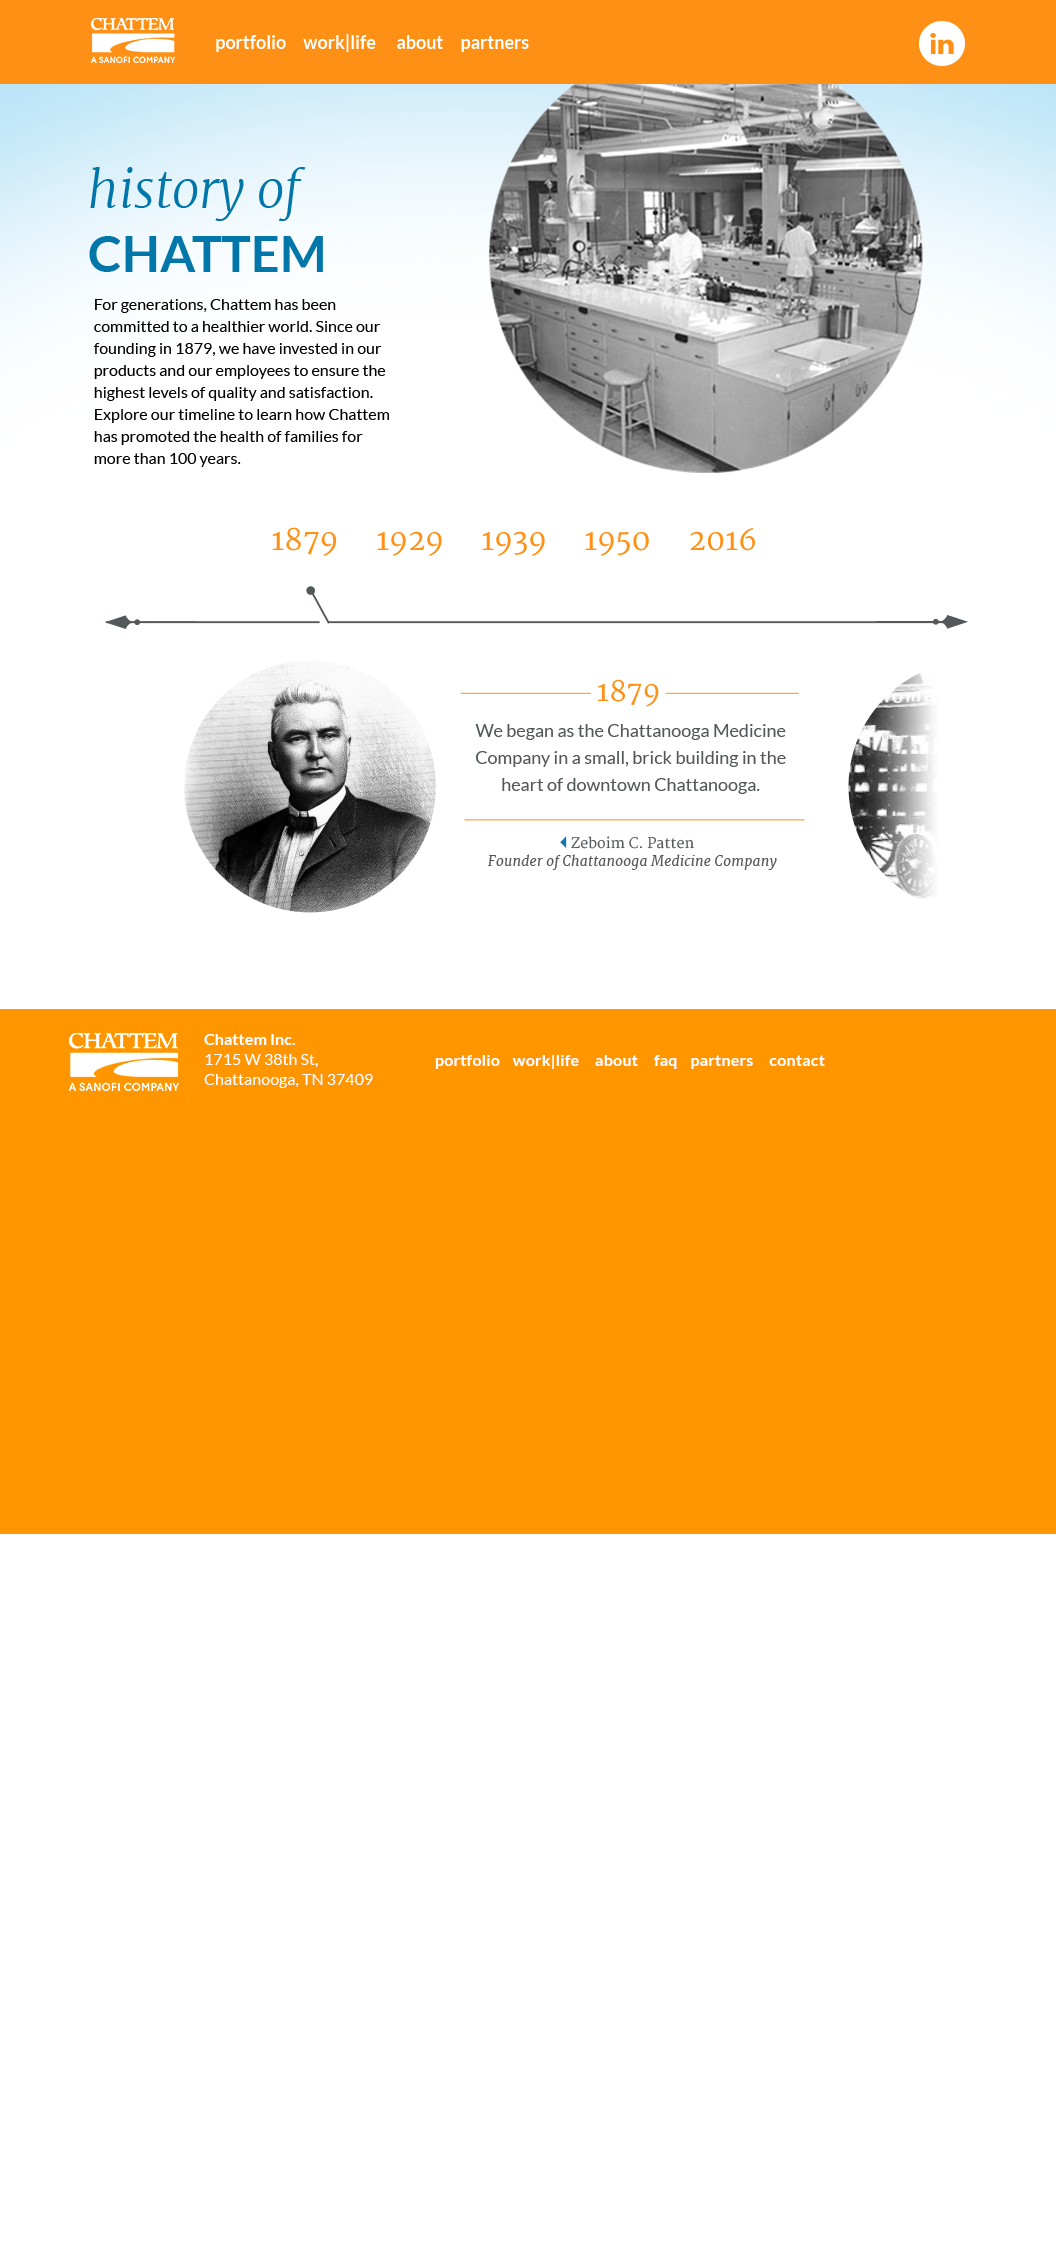 CHATTEM
A SANOFI COMPANY
portfolio work|life about partners
in
history of
CHATTEM
For generations, Chattem has been
committed to a healthier world. Since our
founding in 1879, we have invested in our
products and our employees to ensure the
highest levels of quality and satisfaction.
Explore our timeline to learn how Chattem
has promoted the health of families for
more than 100 years.
1879 1929 1939 1950 2016
1879
We began as the Chattanooga Medicine
Company in a small, brick building in the
heart of downtown Chattanooga.
Zeboim C. Patten
Founder of Chattanooga Medicine Company
CHATTEM
A SANOFI COMPANY
Chattem Inc.
1715 W 38th St,
Chattanooga, TN 37409
portfolio work|life about faq partners contact